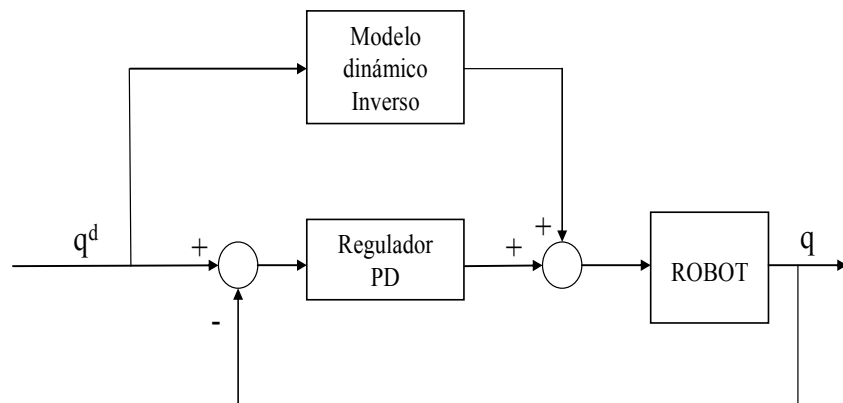 Modelo
dinámico
Inverso
q^d
+
Regulador
PD
+
+
ROBOT
q
-